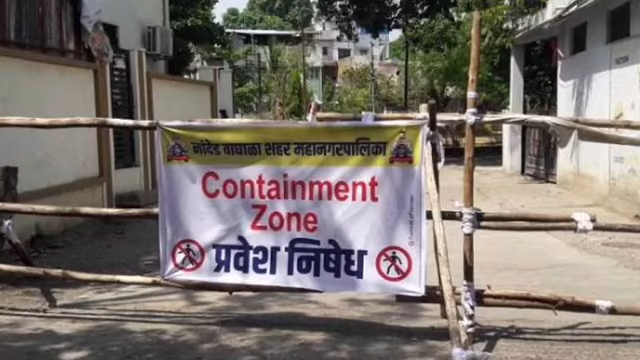 नांदेड वाघाळा शहर महानगरपालिका
Containment
Zone
प्रवेश निषेध